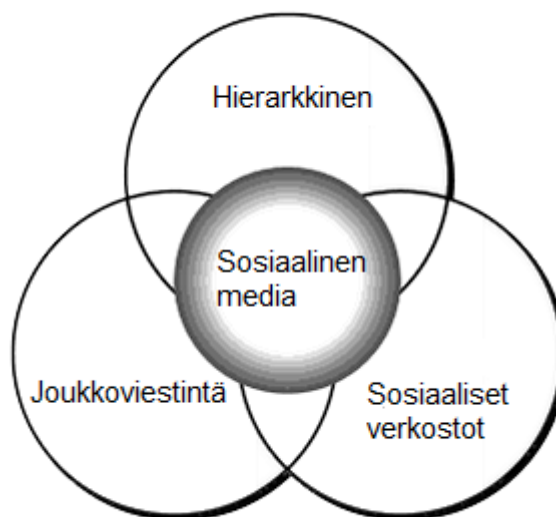 Hierarkkinen
Sosiaalinen
media
Joukkoviestintä
Sosiaaliset
verkostot